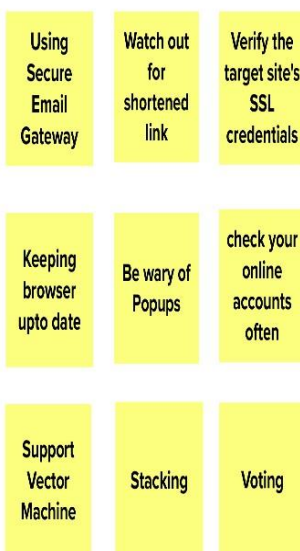 Using
Secure
Email
Gateway
Watch out
for
shortened
link
Verify the
target site's
SSL
credentials
Keeping
browser
upto date
Be wary of
Popups
check your
online
accounts
often
Support
Vector
Machine
Stacking
Voting